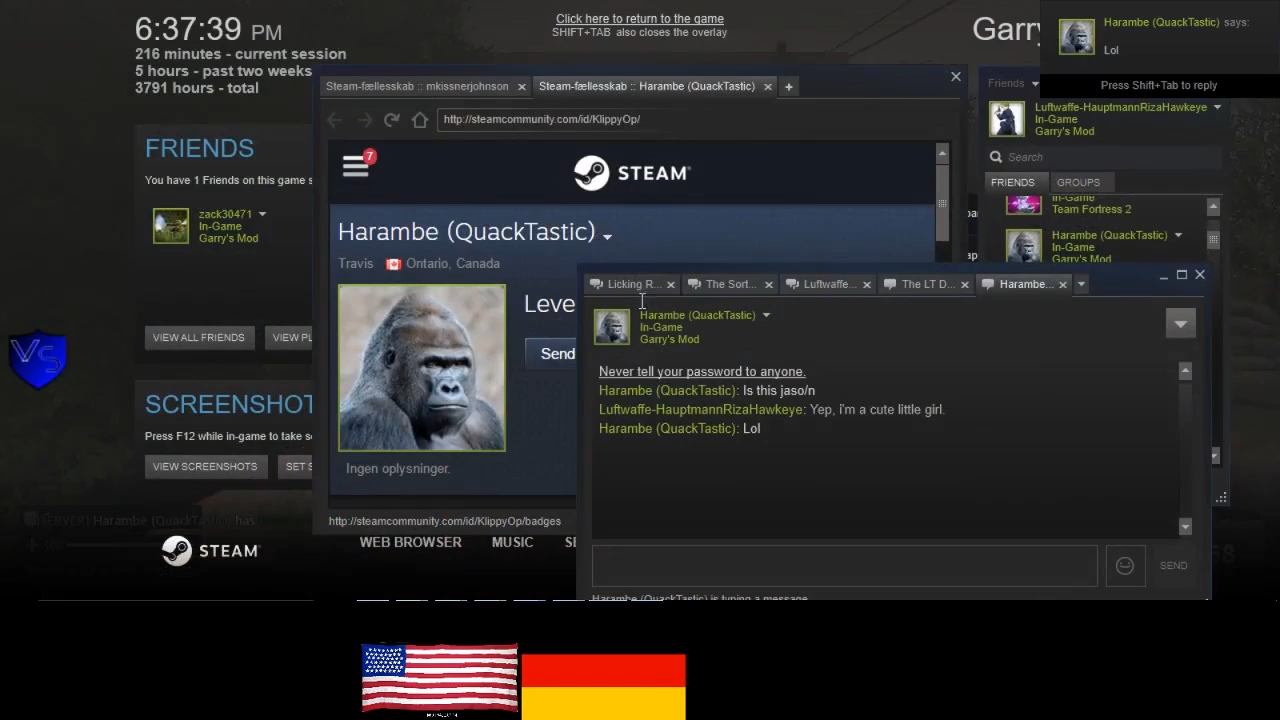 6:37:39 PM
216 minutes - current session
5 hours - past two weeks
3791 hours - total
Click here to return to the game
SHIFT+TAB also closes the overlay
Garry
Harambe (QuackTastic) says:
Lol
Press Shift+Tab to reply
FRIENDS
You have 1 Friends on this game s
zack30471
In-Game
Garry's Mod
VIEW ALL FRIENDS
VIEW PL
SCREENSHOT
Press F12 while in-game to take s
VIEW SCREENSHOTS
SET S
STEAM
VS
Steam-fællesskab :: mkissnerjohnson
Steam-fællesskab :: Harambe (QuackTastic)
http://steamcommunity.com/id/KlippyOp/
7
STEAM
Harambe (QuackTastic)
Travis Ontario, Canada
Leve
Send
Ingen oplysninger.
http://steamcommunity.com/id/KlippyOp/badges
WEB BROWSER
MUSIC
Friends
Luftwaffe-HauptmannRizaHawkeye
In-Game
Garry's Mod
Search
FRIENDS
GROUPS
Team Fortress 2
Harambe (QuackTastic)
In-Game
Garry's Mod
Licking R...
The Sort...
Luftwaffe...
The LT D...
Harambe...
Harambe (QuackTastic)
In-Game
Garry's Mod
Never tell your password to anyone.
Harambe (QuackTastic): Is this jaso/n
Luftwaffe-HauptmannRizaHawkeye: Yep, i'm a cute little girl.
Harambe (QuackTastic): Lol
SEND
Harambe (QuackTastic) is typing a message